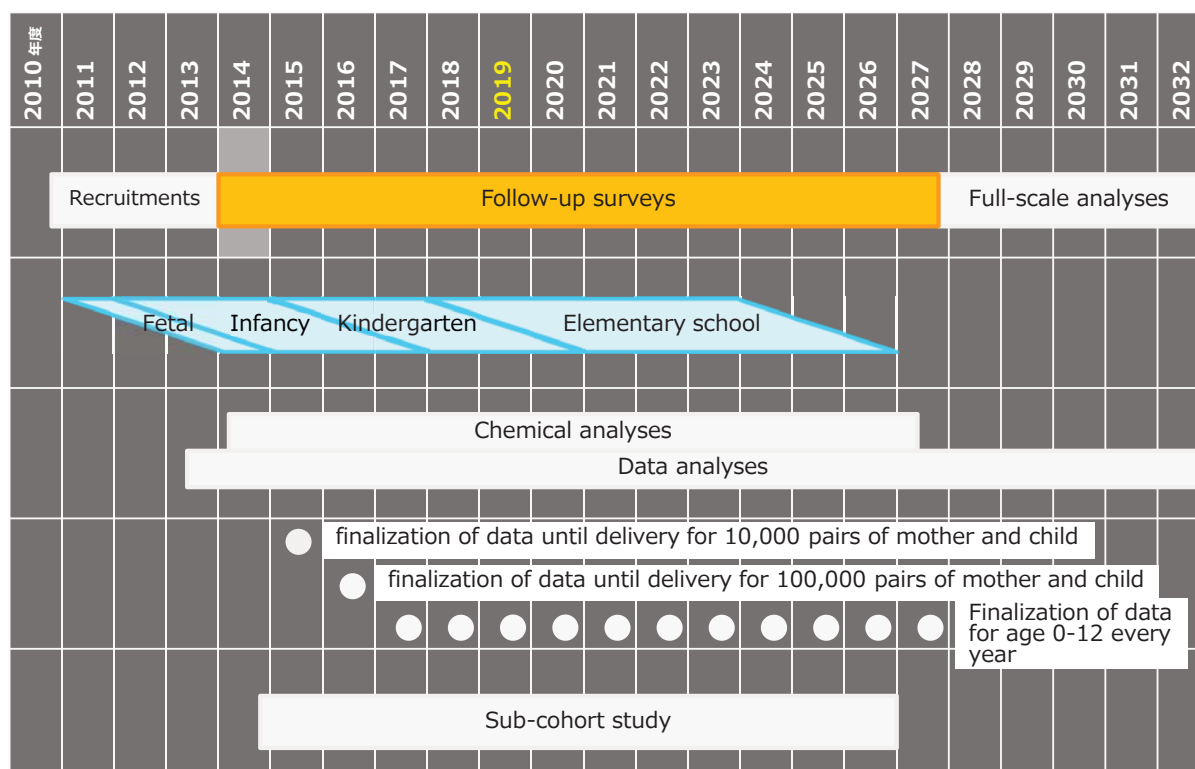 2010年度 2011 2012 2013 2014 2015 2016 2017 2018 2019 2020 2021 2022 2023 2024 2025 2026 2027 2028 2029 2030 2031 2032
Recruitments Follow-up surveys Full-scale analyses
Fetal Infancy Kindergarten Elementary school
Chemical analyses
Data analyses
finalization of data until delivery for 10,000 pairs of mother and child
finalization of data until delivery for 100,000 pairs of mother and child
Finalization of data
for age 0-12 every
year
Sub-cohort study